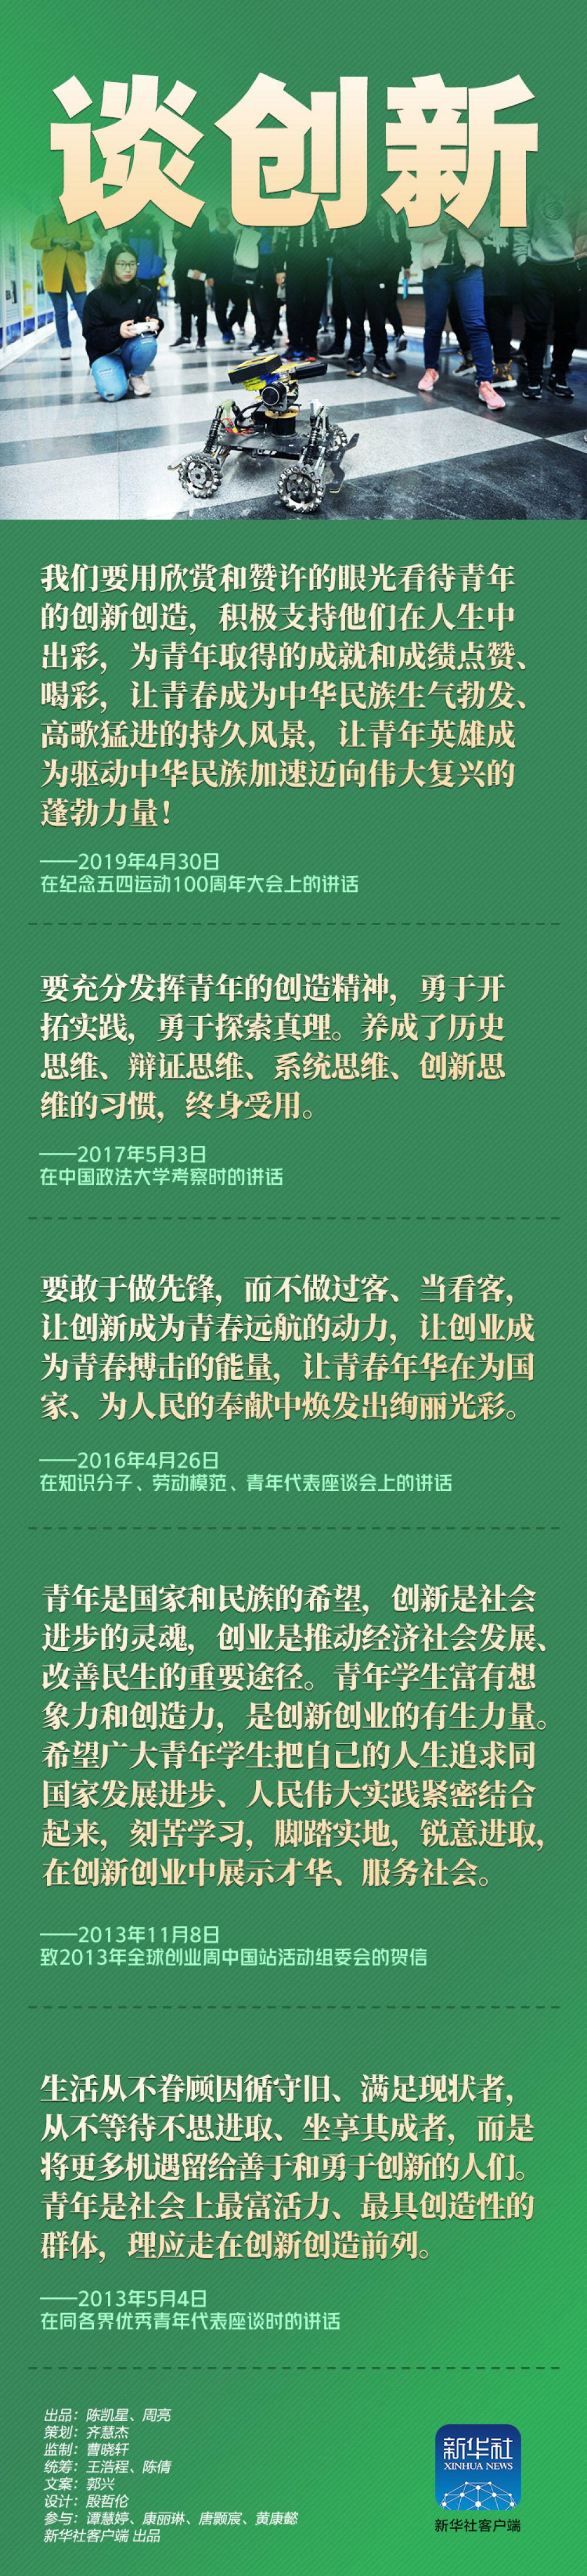 谈创新
我们要用欣赏和赞许的眼光看待青年
的创新创造，积极支持他们在人生中
出彩，为青年取得的成就和成绩点赞、
喝彩，让青春成为中华民族生气勃发、
高歌猛进的持久风景，让青年英雄成
为驱动中华民族加速迈向伟大复兴的
蓬勃力量！
——2019年4月30日
在纪念五四运动100周年大会上的讲话
要充分发挥青年的创造精神，勇于开
拓实践，勇于探索真理。养成了历史
思维、辩证思维、系统思维、创新思
维的习惯，终身受用。
——2017年5月3日
在中国政法大学考察时的讲话
要敢于做先锋，而不做过客、当看客，
让创新成为青春远航的动力，让创业成
为青春搏击的能量，让青春年华在为国
家、为人民的奉献中焕发出绚丽光彩。
——2016年4月26日
在知识分子、劳动模范、青年代表座谈会上的讲话
青年是国家和民族的希望，创新是社会
进步的灵魂，创业是推动经济社会发展、
改善民生的重要途径。青年学生富有想
象力和创造力，是创新创业的有生力量。
希望广大青年学生把自己的人生追求同
国家发展进步、人民伟大实践紧密结合
起来，刻苦学习，脚踏实地，锐意进取，
在创新创业中展示才华、服务社会。
——2013年11月8日
致2013年全球创业周中国站活动组委会的贺信
生活从不眷顾因循守旧、满足现状者，
从不等待不思进取、坐享其成者，而是
将更多机遇留给善于和勇于创新的人们。
青年是社会上最富活力、最具创造性的
群体，理应走在创新创造前列。
——2013年5月4日
在同各界优秀青年代表座谈时的讲话
出品：陈凯星、周亮
策划：齐慧杰
监制：曹晓轩
统筹：王浩程、陈倩
文案：郭兴
设计：殷哲伦
参与：谭慧婷、康丽琳、唐颢宸、黄康懿
新华社客户端 出品
新华社
XINHUA NEWS
新华社客户端